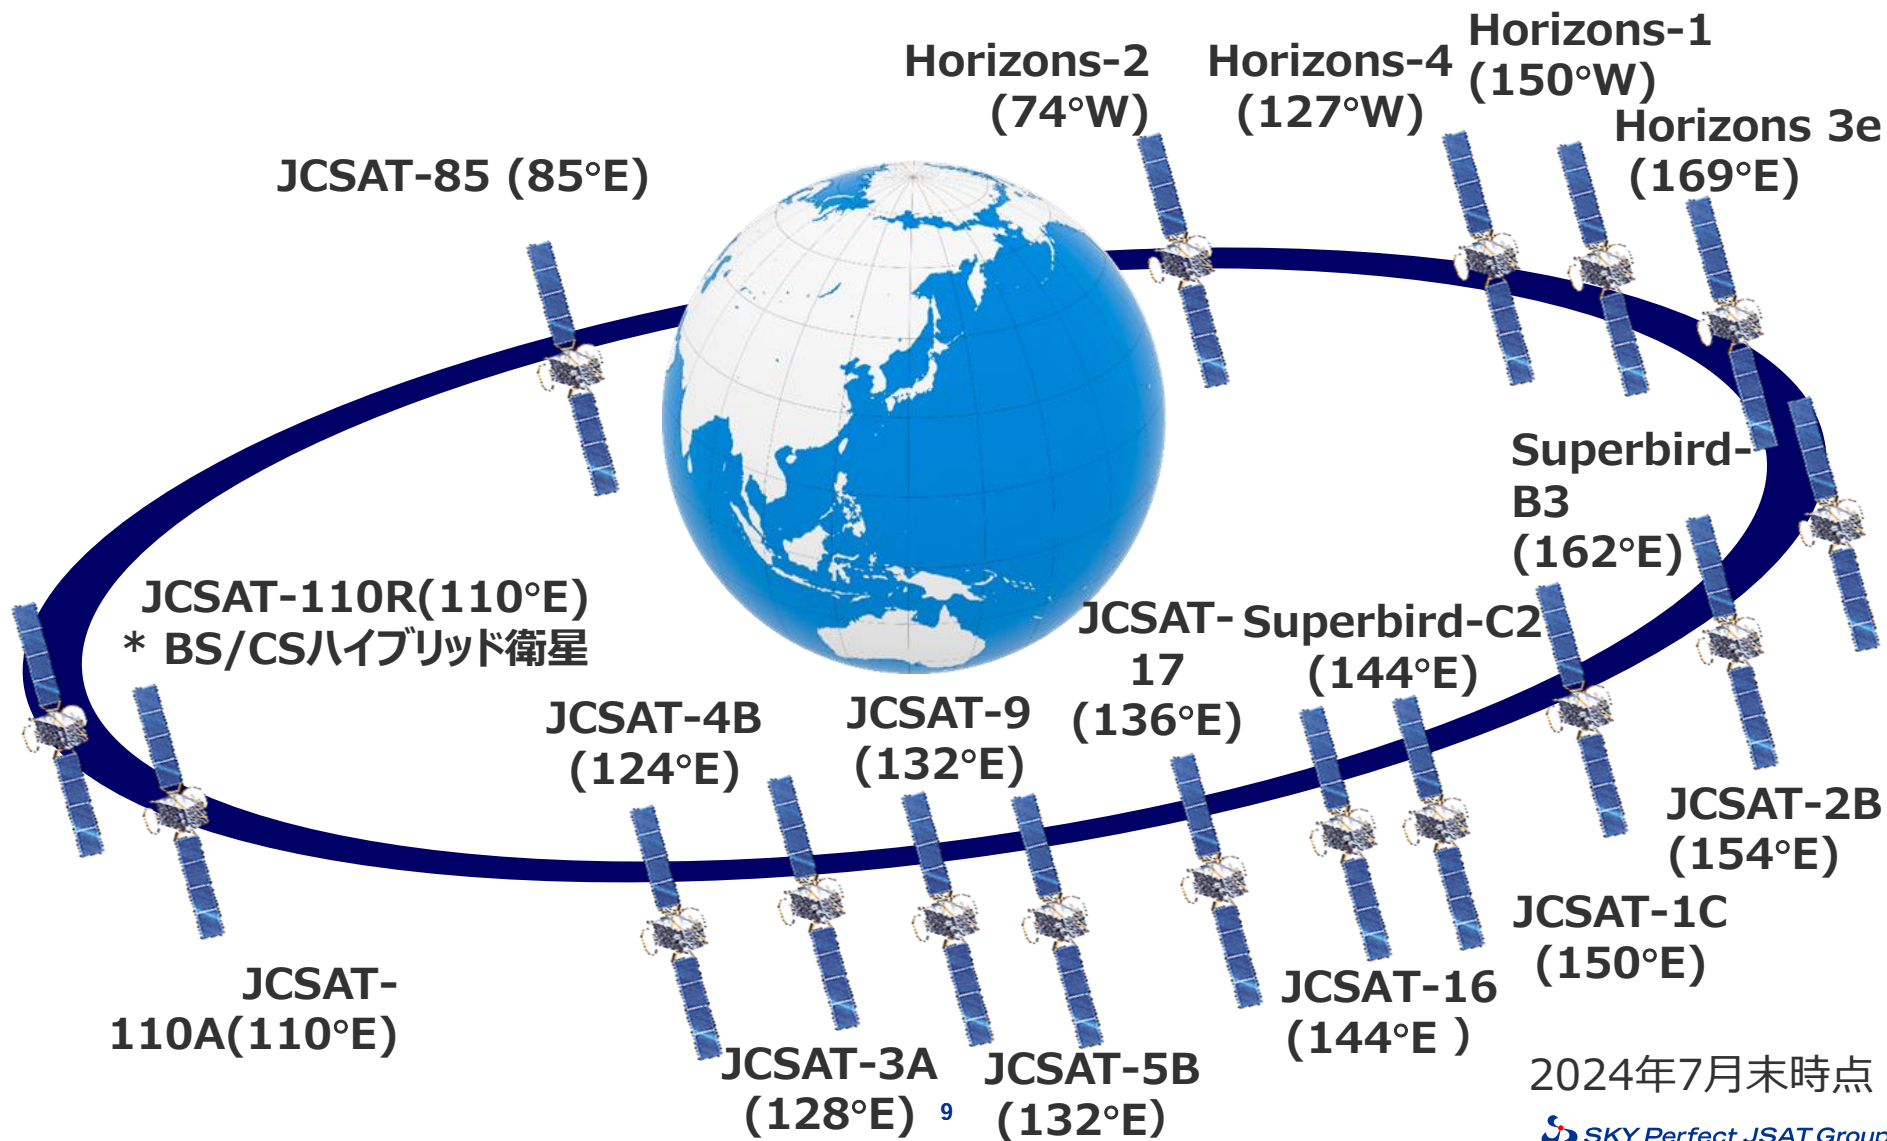 Horizons-1
(150°W)
Horizons-2
(74°W)
Horizons-4
(127°W)
Horizons 3e
(169°E)
JCSAT-85 (85°E)
Superbird-
B3
(162°E)
JCSAT-110R(110°E)
* BS/CSハイブリッド衛星
JCSAT-
17
(136°E)
Superbird-C2
(144°E)
JCSAT-4B
(124°E)
JCSAT-9
(132°E)
JCSAT-2B
(154°E)
JCSAT-1C
(150°E)
JCSAT-
110A(110°E)
JCSAT-16
(144°E )
JCSAT-3A
(128°E)
JCSAT-5B
(132°E)
2024年7月末時点
9
SKY Perfect JSAT Group